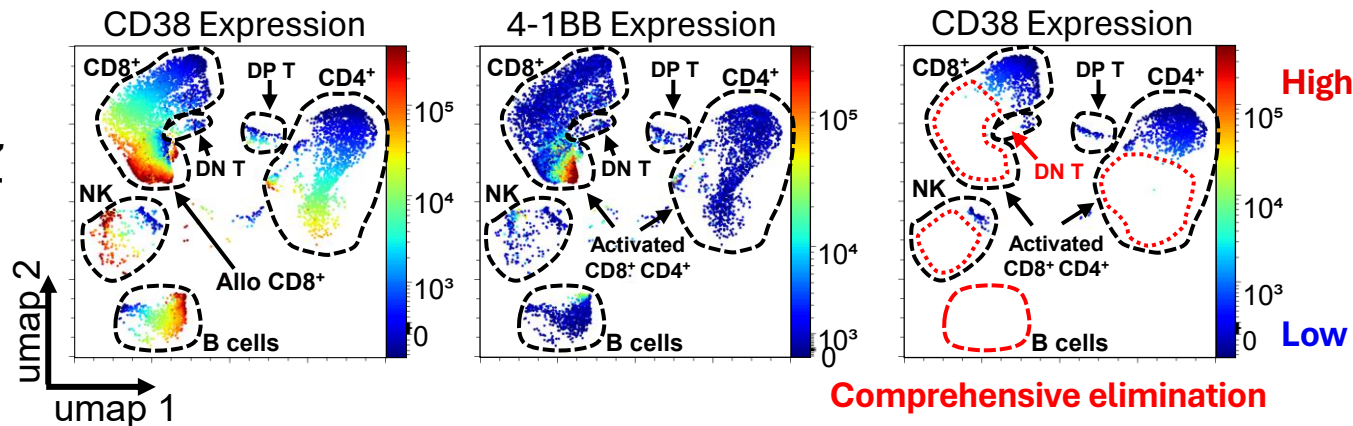 CD38 Expression
CD8⁺
DP T
CD4⁺
DN T
NK
Allo CD8⁺
B cells
10⁵
10⁴
10³
0
umap 2
umap 1
4-1BB Expression
CD8⁺
DP T
CD4⁺
DN T
NK
Activated
CD8⁺ CD4⁺
B cells
10⁵
10⁴
10³
0
CD38 Expression
CD8⁺
DP T
CD4⁺
DN T
NK
Activated
CD8⁺ CD4⁺
B cells
10⁵
10⁴
10³
0
High
Low
Comprehensive elimination